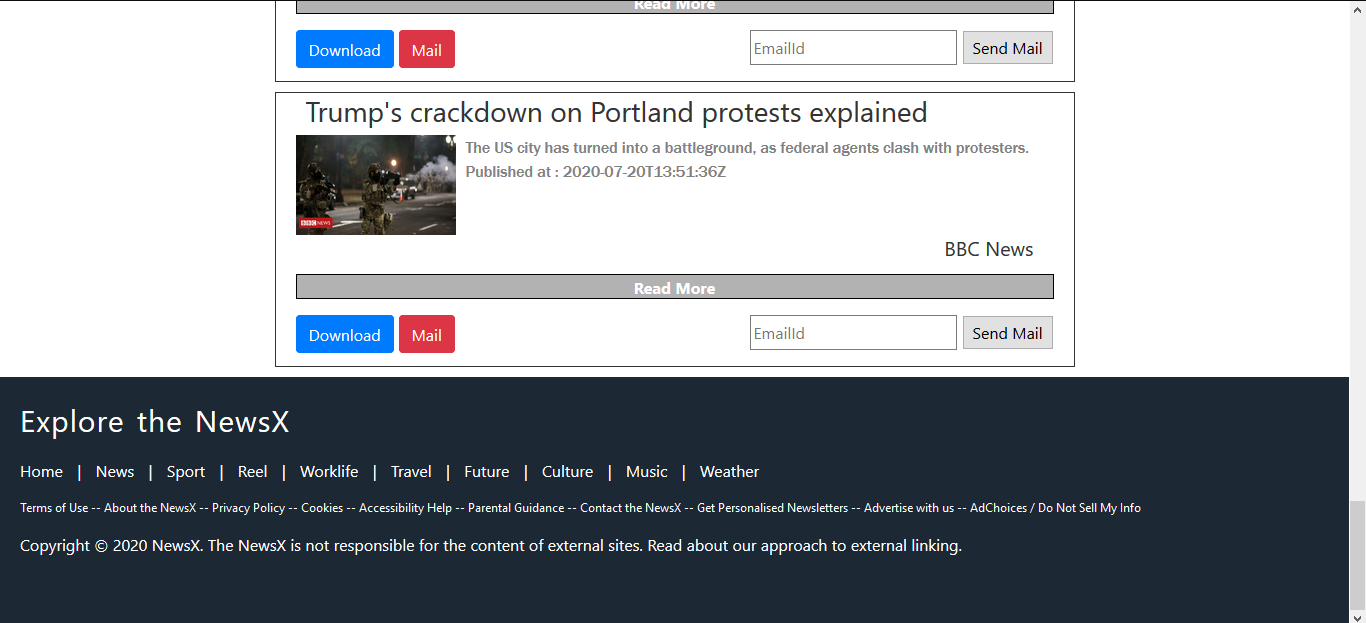 Read More
Download Mail EmailId Send Mail
Trump's crackdown on Portland protests explained
The US city has turned into a battleground, as federal agents clash with protesters.
Published at : 2020-07-20T13:51:36Z
BBC NEWS
BBC News
Read More
Download Mail EmailId Send Mail
Explore the NewsX
Home | News | Sport | Reel | Worklife | Travel | Future | Culture | Music | Weather
Terms of Use -- About the NewsX -- Privacy Policy -- Cookies -- Accessibility Help -- Parental Guidance -- Contact the NewsX -- Get Personalised Newsletters -- Advertise with us -- AdChoices / Do Not Sell My Info
Copyright © 2020 NewsX. The NewsX is not responsible for the content of external sites. Read about our approach to external linking.